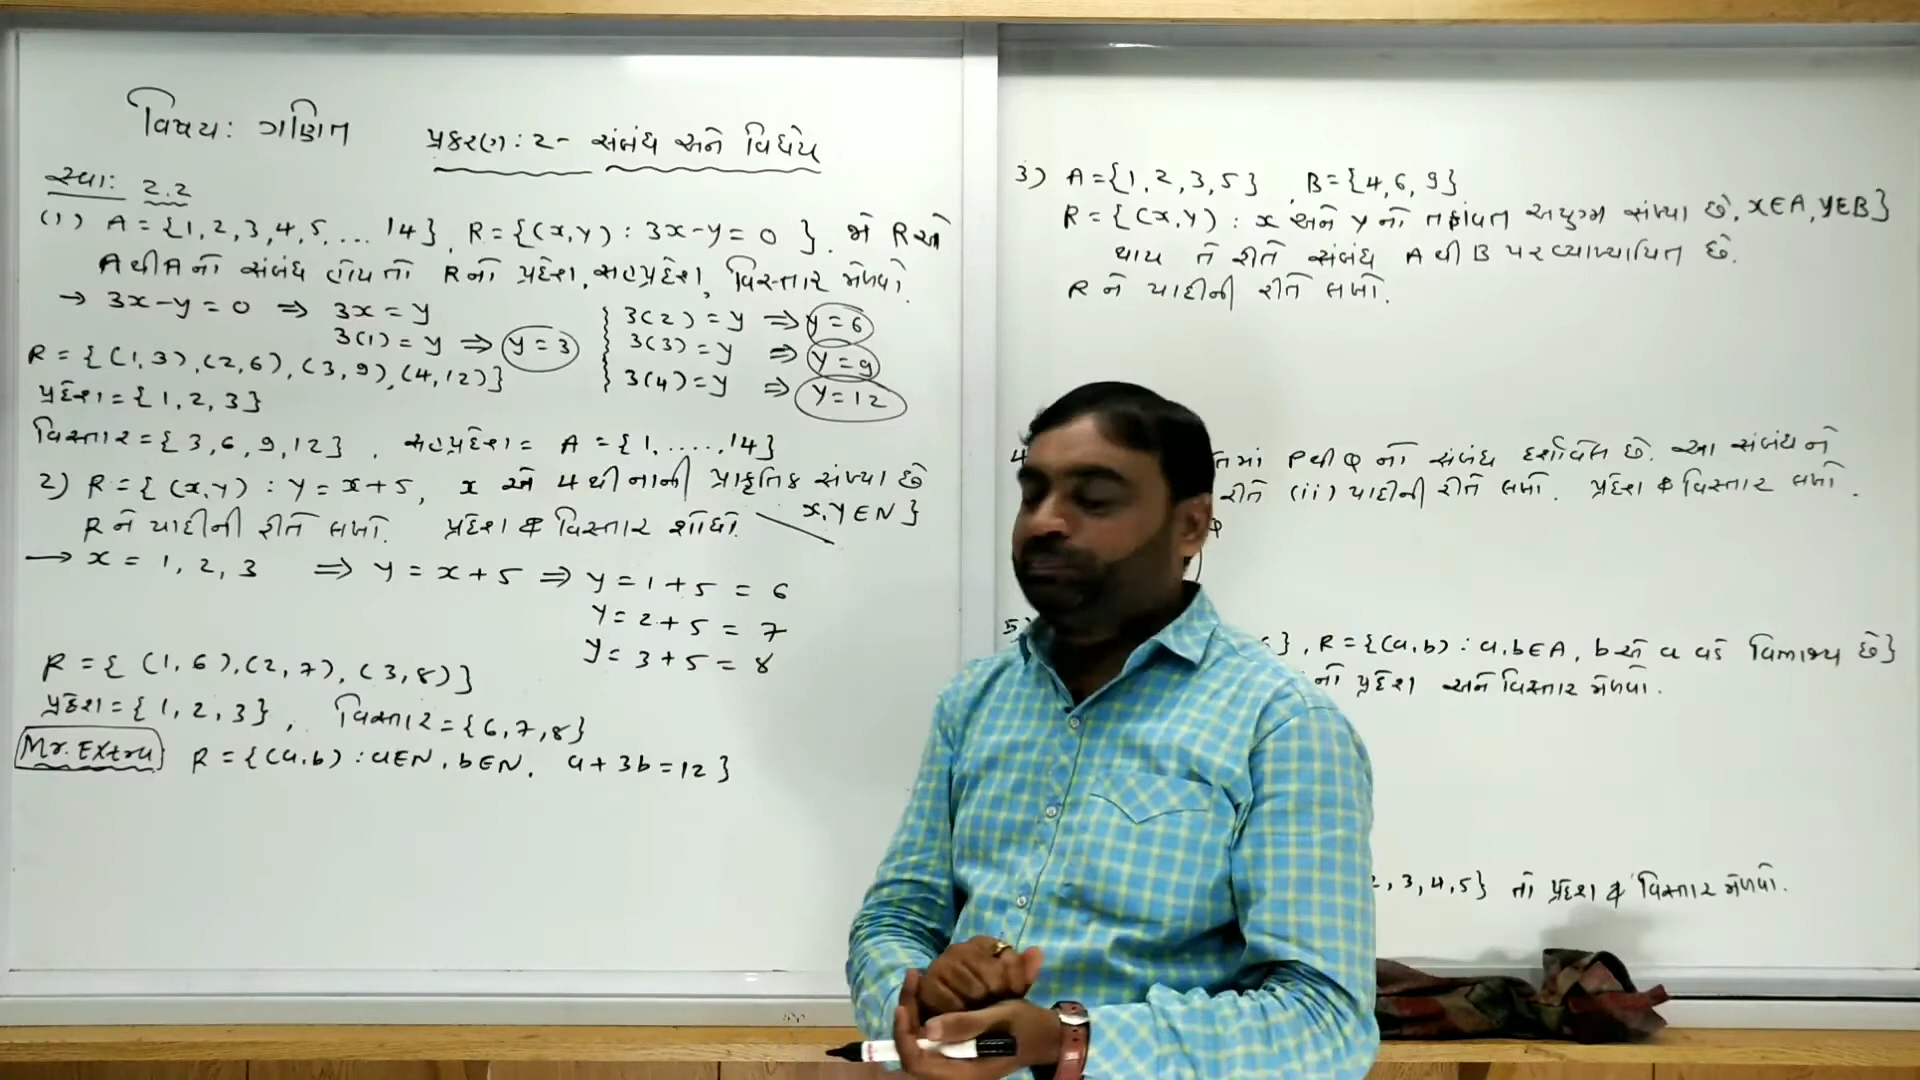 વિષય: ગણિત
પ્રકરણ: 2 - સંબંધ અને વિધેય
સ્વા: 2.2
(1) A = {1, 2, 3, 4, 5, ... 14}, R = {(x, y) : 3x - y = 0 }. જો R એ
A થી A નો સંબંધ હોય તો R નો પ્રદેશ, સહપ્રદેશ, વિસ્તાર મેળવો.
→ 3x - y = 0 ⇒ 3x = y
3(1) = y ⇒ y = 3
3(2) = y ⇒ y = 6
3(3) = y ⇒ y = 9
3(4) = y ⇒ y = 12
R = {(1, 3), (2, 6), (3, 9), (4, 12)}
પ્રદેશ = {1, 2, 3}
વિસ્તાર = {3, 6, 9, 12}, સહપ્રદેશ = A = {1, ....., 14}
2) R = {(x, y) : y = x + 5, x એ 4 થી નાની પ્રાકૃતિક સંખ્યા છે
x, y ∈ N}
R ને યાદીની રીતે લખો. પ્રદેશ & વિસ્તાર શોધો.
→ x = 1, 2, 3 ⇒ y = x + 5 ⇒ y = 1 + 5 = 6
y = 2 + 5 = 7
y = 3 + 5 = 8
R = { (1, 6), (2, 7), (3, 8)}
પ્રદેશ = {1, 2, 3}, વિસ્તાર = {6, 7, 8}
Mr. Extra R = {(a, b) : a ∈ N, b ∈ N, a + 3b = 12}
3) A = {1, 2, 3, 5}, B = {4, 6, 9}
R = {(x, y) : x અને y નો તફાવત અયુગ્મ સંખ્યા છે, x ∈ A, y ∈ B}
થાય તે રીતે સંબંધ A થી B પર વ્યાખ્યાયિત છે.
R ને યાદીની રીતે લખો.
4 P થી Q નો સંબંધ દર્શાવેલ છે. આ સંબંધ ને
રીતે (ii) યાદીની રીતે લખો. પ્રદેશ & વિસ્તાર લખો.
Q
5) }, R = {(a, b) : a, b ∈ A, b એ a વડે વિભાજ્ય છે}
નો પ્રદેશ અને વિસ્તાર મેળવો.
2, 3, 4, 5} તો પ્રદેશ & વિસ્તાર મેળવો.